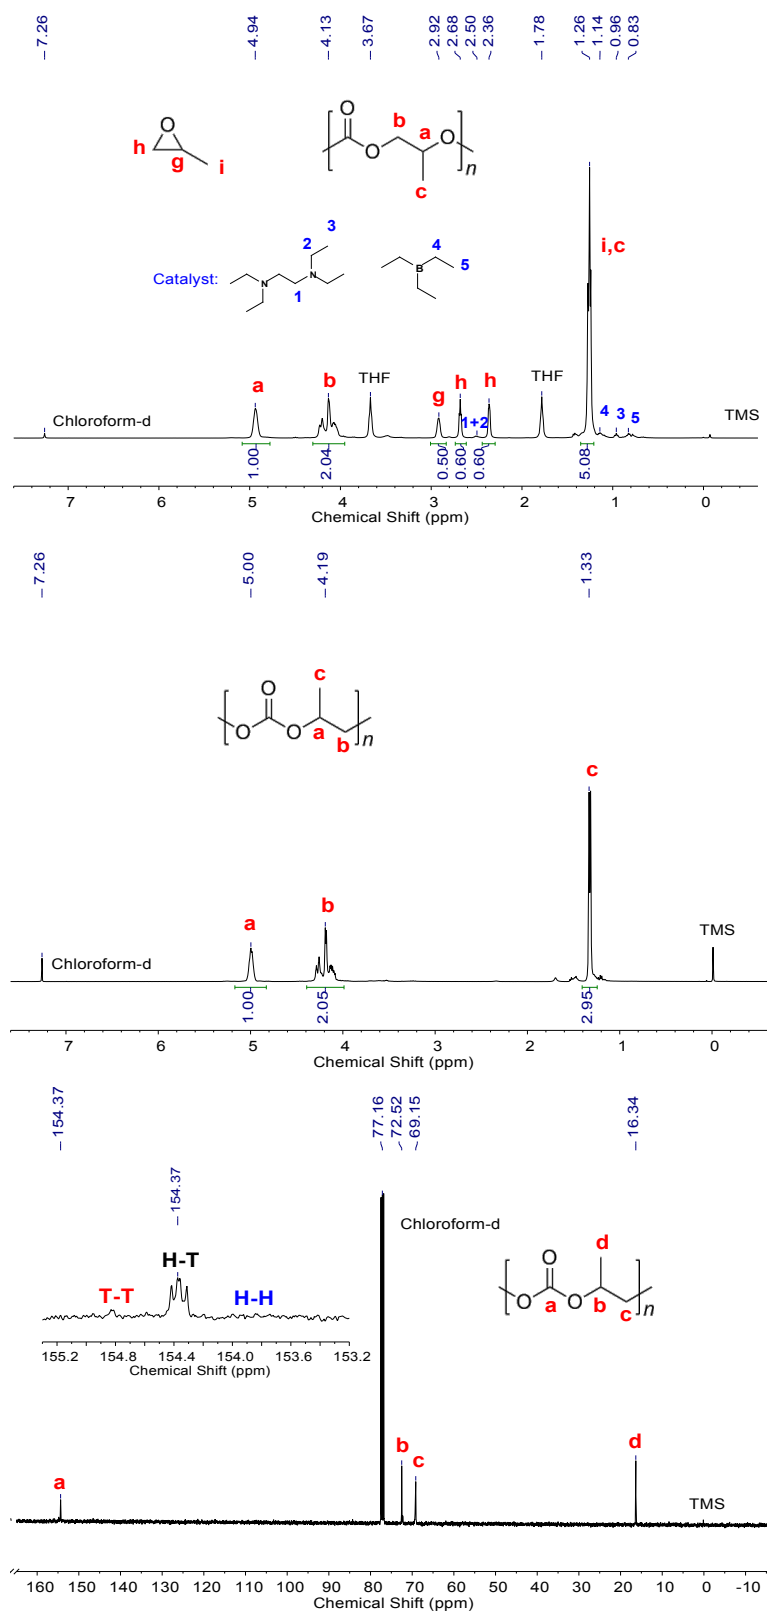 7.26 4.94 4.13 3.67 2.92 2.68 2.50 2.36 1.78 1.26 1.14 0.96 0.83
O
h g i
O O O n
b a c
3
2 4
Catalyst: N N B 5
1
i,c
a b THF g h h THF
1+2 4 3 5
Chloroform-d TMS
1.00 2.04 0.50 0.60 0.60 5.08
7 6 5 4 3 2 1 0
Chemical Shift (ppm)
7.26 5.00 4.19 1.33
c
O
O O n
a b
c
a b
Chloroform-d TMS
1.00 2.05 2.95
7 6 5 4 3 2 1 0
Chemical Shift (ppm)
154.37 77.16 72.52 69.15 16.34
154.37
Chloroform-d
H-T
T-T H-H
155.2 154.8 154.4 154.0 153.6 153.2
Chemical Shift (ppm)
d
O
O O n
a b c
a b c d
TMS
160 140 120 100 90 80 70 60 50 40 30 20 10 0 -10
Chemical Shift (ppm)